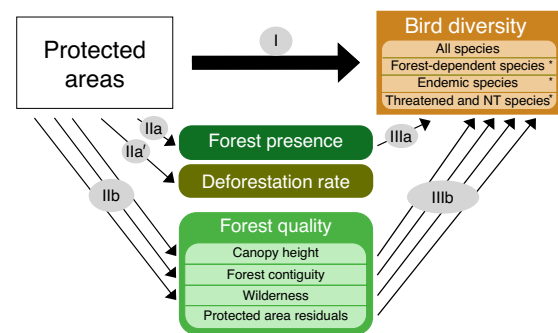 Protected
areas
I
Bird diversity
All species
Forest-dependent species *
Endemic species *
Threatened and NT species*
IIa
IIa′
IIb
Forest presence
IIIa
Deforestation rate
IIIb
Forest quality
Canopy height
Forest contiguity
Wilderness
Protected area residuals